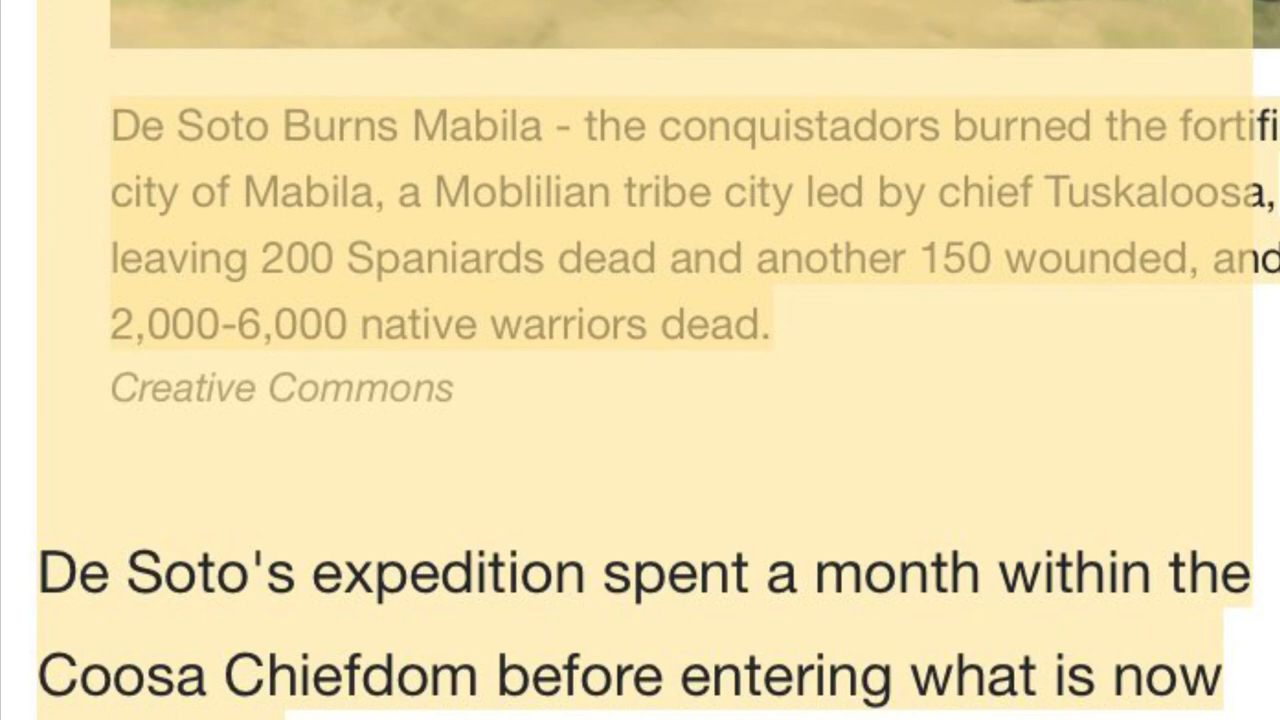 De Soto Burns Mabila - the conquistadors burned the fortifi
city of Mabila, a Moblilian tribe city led by chief Tuskaloosa,
leaving 200 Spaniards dead and another 150 wounded, and
2,000-6,000 native warriors dead.
Creative Commons
De Soto's expedition spent a month within the
Coosa Chiefdom before entering what is now